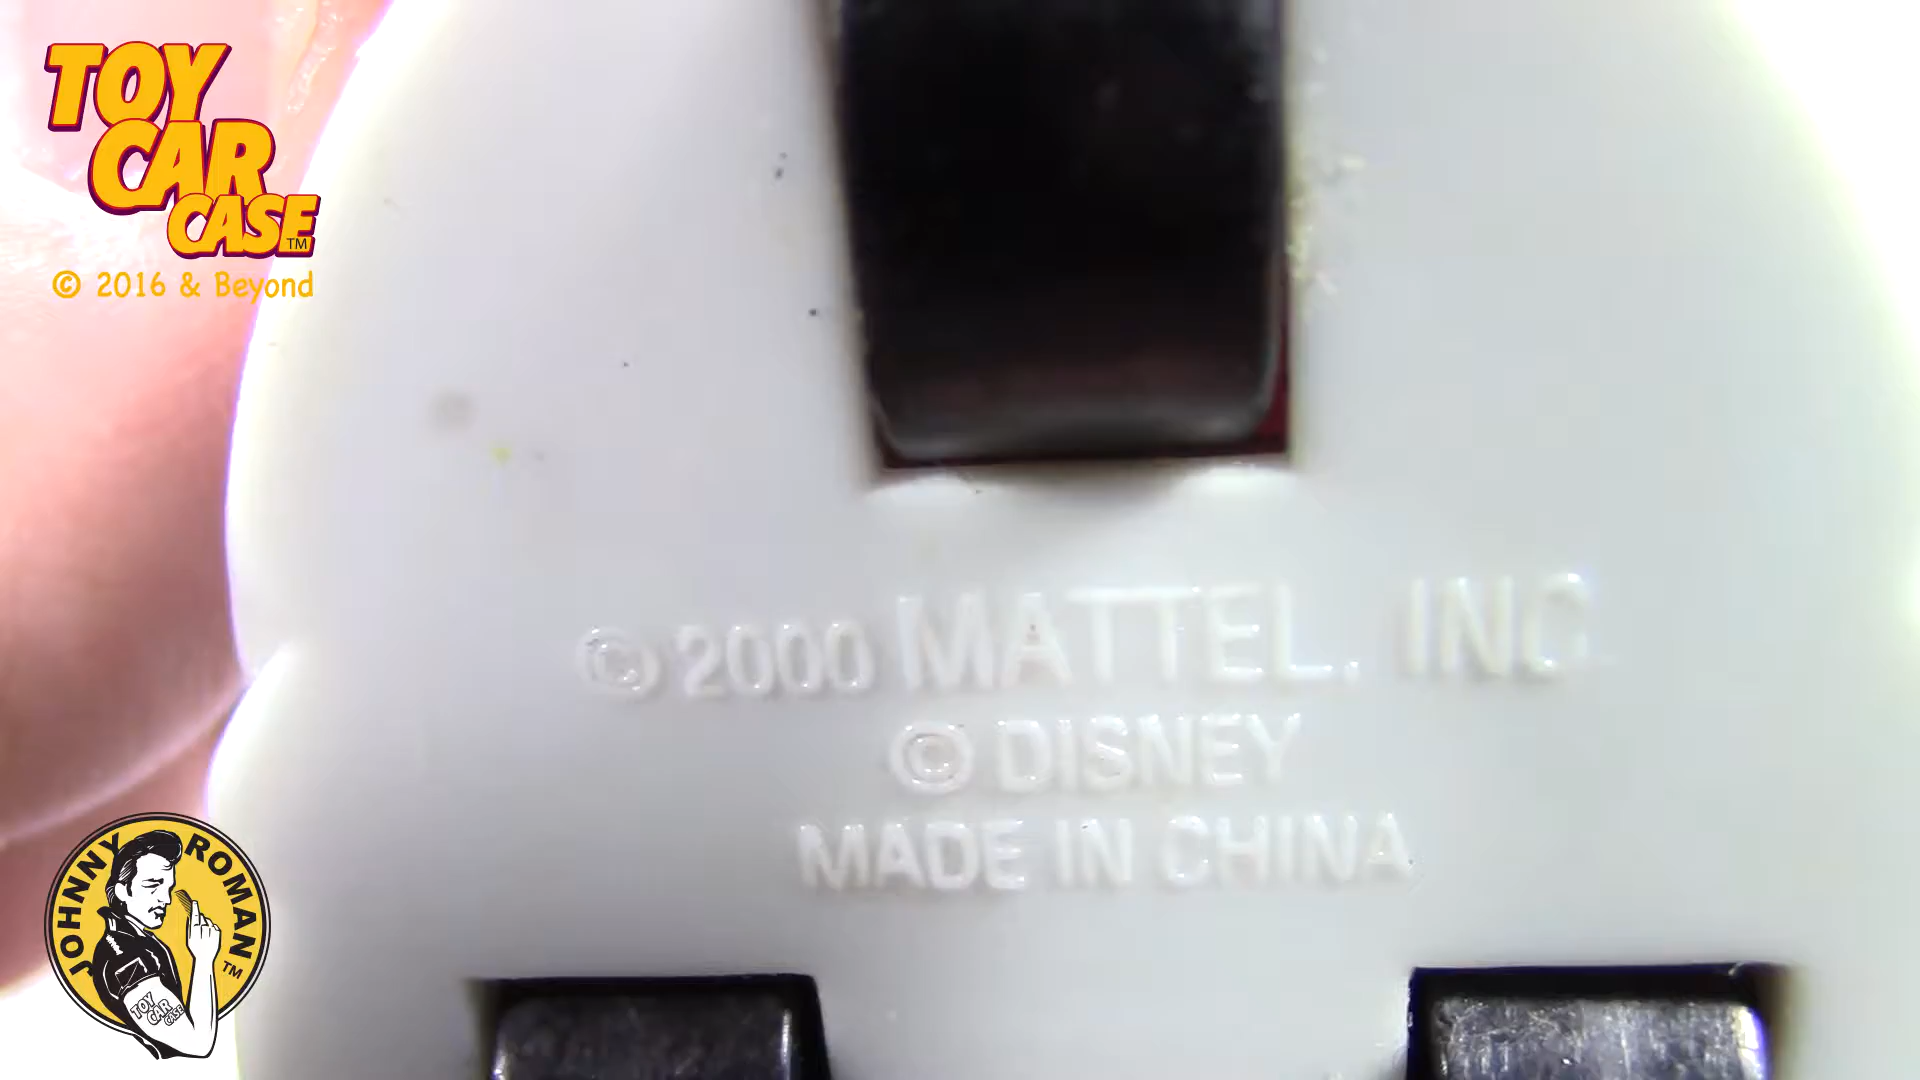 TOY
CAR
CASE
TM
© 2016 & Beyond
© 2000 MATTEL, INC
© DISNEY
MADE IN CHINA
JOHNNY ROMAN
TM
TOY
CAR
CASE